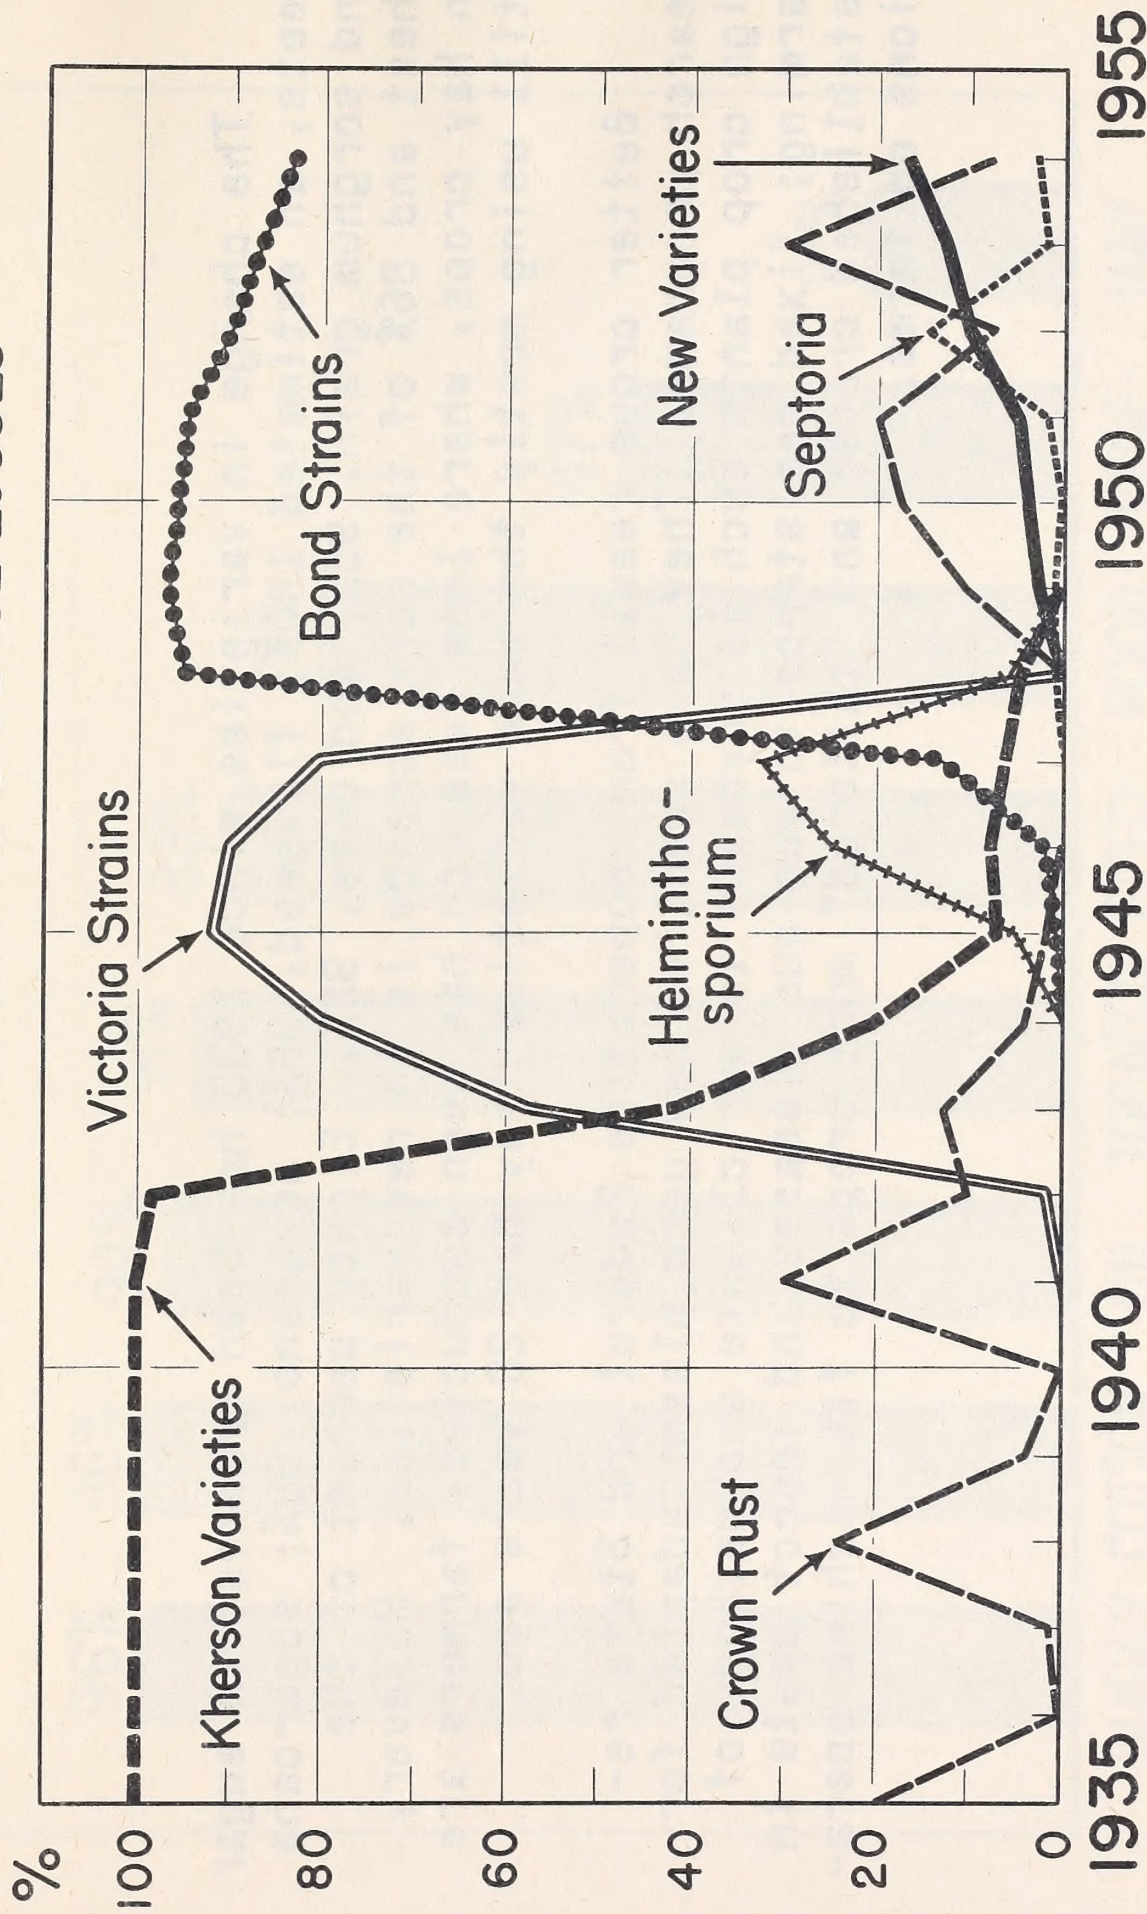 %
100
80
60
40
20
0
Kherson Varieties
Victoria Strains
Bond Strains
Crown Rust
Helmintho-
sporium
Septoria
New Varieties
1935
1940
1945
1950
1955